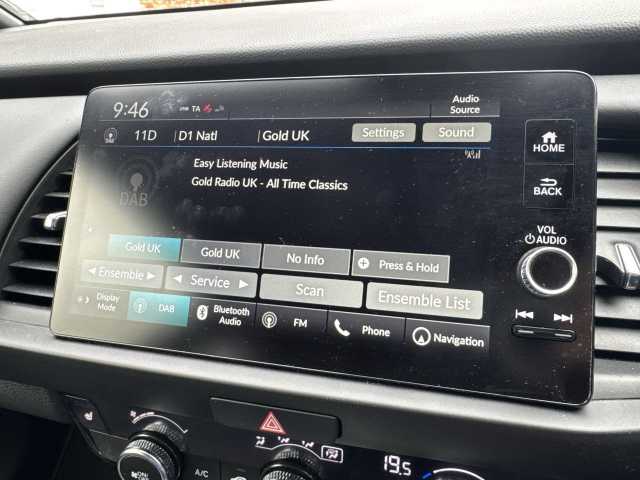 9:46 TA
Audio Source
11D D1 Natl Gold UK Settings Sound
HOME
Easy Listening Music
Gold Radio UK - All Time Classics
DAB
BACK
VOL
AUDIO
Gold UK Gold UK No Info Press & Hold
Ensemble Service Scan Ensemble List
Display Mode DAB Bluetooth Audio FM Phone Navigation
ON/OFF A/C 19.5